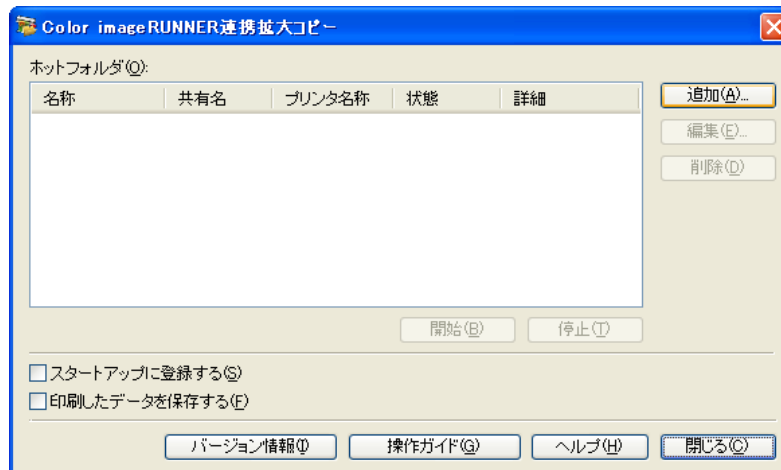 Color imageRUNNER連携拡大コピー
ホットフォルダ(O):
名称 共有名 プリンタ名称 状態 詳細
追加(A)...
編集(E)...
削除(D)
開始(B) 停止(T)
スタートアップに登録する(S)
印刷したデータを保存する(F)
バージョン情報(I) 操作ガイド(G) ヘルプ(H) 閉じる(C)